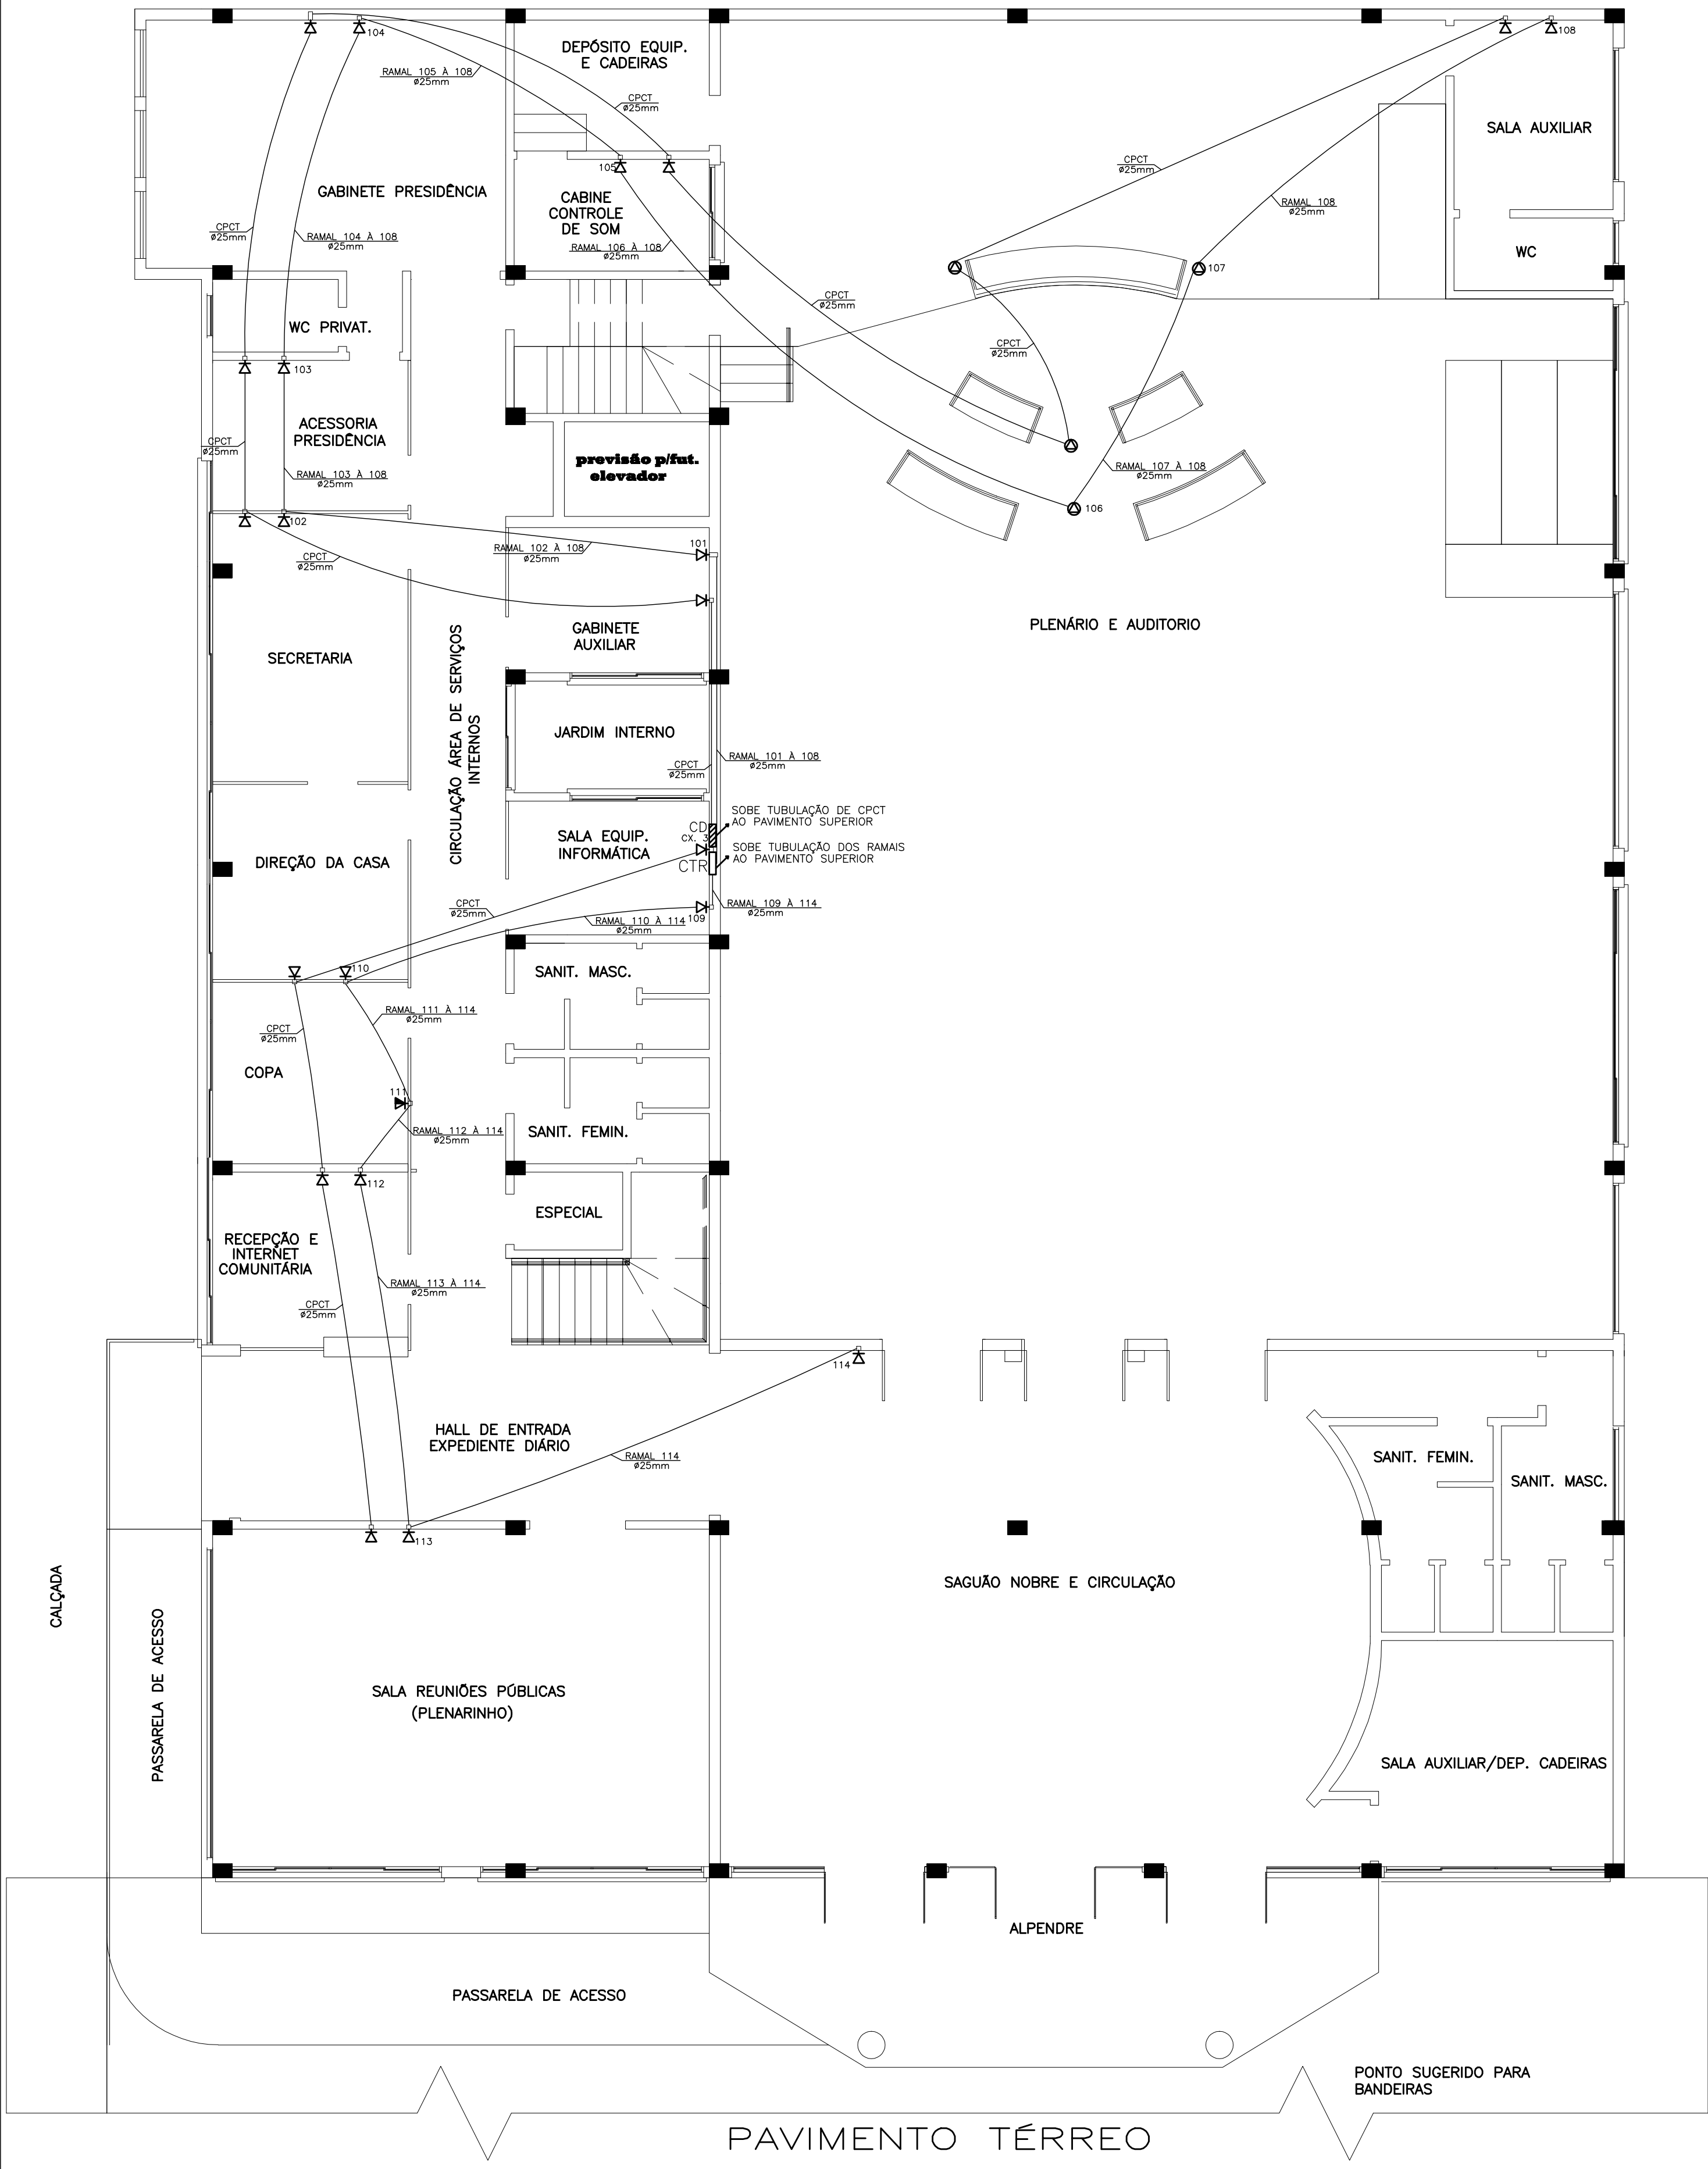 104
108
DEPÓSITO EQUIP.
E CADEIRAS
RAMAL 105 À 108
ø25mm
CPCT
ø25mm
SALA AUXILIAR
CPCT
ø25mm
105
GABINETE PRESIDÊNCIA
CABINE
CONTROLE
DE SOM
RAMAL 108
ø25mm
CPCT
ø25mm
RAMAL 104 À 108
ø25mm
RAMAL 106 À 108
ø25mm
WC
107
CPCT
ø25mm
WC PRIVAT.
CPCT
ø25mm
103
ACESSORIA
PRESIDÊNCIA
CPCT
ø25mm
RAMAL 103 À 108
ø25mm
previsão p/fut.
elevador
RAMAL 107 À 108
ø25mm
106
102
RAMAL 102 À 108
ø25mm
101
CPCT
ø25mm
GABINETE
AUXILIAR
PLENÁRIO E AUDITORIO
SECRETARIA
CIRCULAÇÃO ÁREA DE SERVIÇOS
INTERNOS
JARDIM INTERNO
CPCT
ø25mm
RAMAL 101 À 108
ø25mm
SOBE TUBULAÇÃO DE CPCT
AO PAVIMENTO SUPERIOR
CD
CX. 3
SALA EQUIP.
INFORMÁTICA
SOBE TUBULAÇÃO DOS RAMAIS
AO PAVIMENTO SUPERIOR
CTR
DIREÇÃO DA CASA
CPCT
ø25mm
RAMAL 109 À 114
ø25mm
109
RAMAL 110 À 114
ø25mm
110
SANIT. MASC.
RAMAL 111 À 114
ø25mm
CPCT
ø25mm
COPA
111
RAMAL 112 À 114
ø25mm
SANIT. FEMIN.
112
ESPECIAL
RECEPÇÃO E
INTERNET
COMUNITÁRIA
RAMAL 113 À 114
ø25mm
CPCT
ø25mm
114
HALL DE ENTRADA
EXPEDIENTE DIÁRIO
RAMAL 114
ø25mm
SANIT. FEMIN.
SANIT. MASC.
113
SAGUÃO NOBRE E CIRCULAÇÃO
CALÇADA
PASSARELA DE ACESSO
SALA REUNIÕES PÚBLICAS
(PLENARINHO)
SALA AUXILIAR/DEP. CADEIRAS
ALPENDRE
PASSARELA DE ACESSO
PONTO SUGERIDO PARA
BANDEIRAS
PAVIMENTO TÉRREO